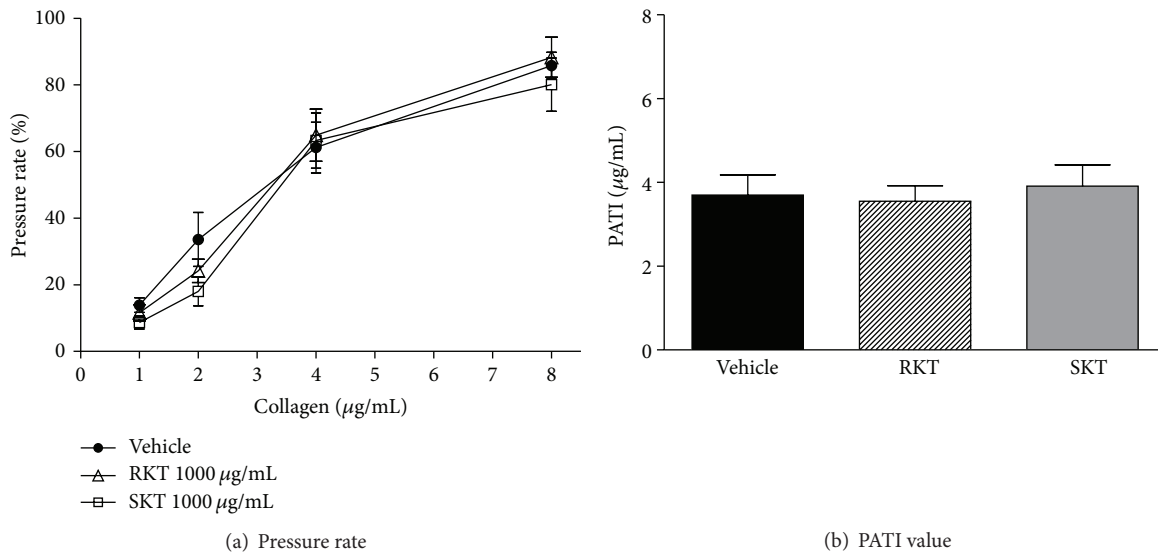 100
80
60
40
20
0
Pressure rate (%)
0 1 2 3 4 5 6 7 8
Collagen (μg/mL)
Vehicle
RKT 1000 μg/mL
SKT 1000 μg/mL
(a) Pressure rate
8
6
4
2
0
PATI (μg/mL)
Vehicle RKT SKT
(b) PATI value